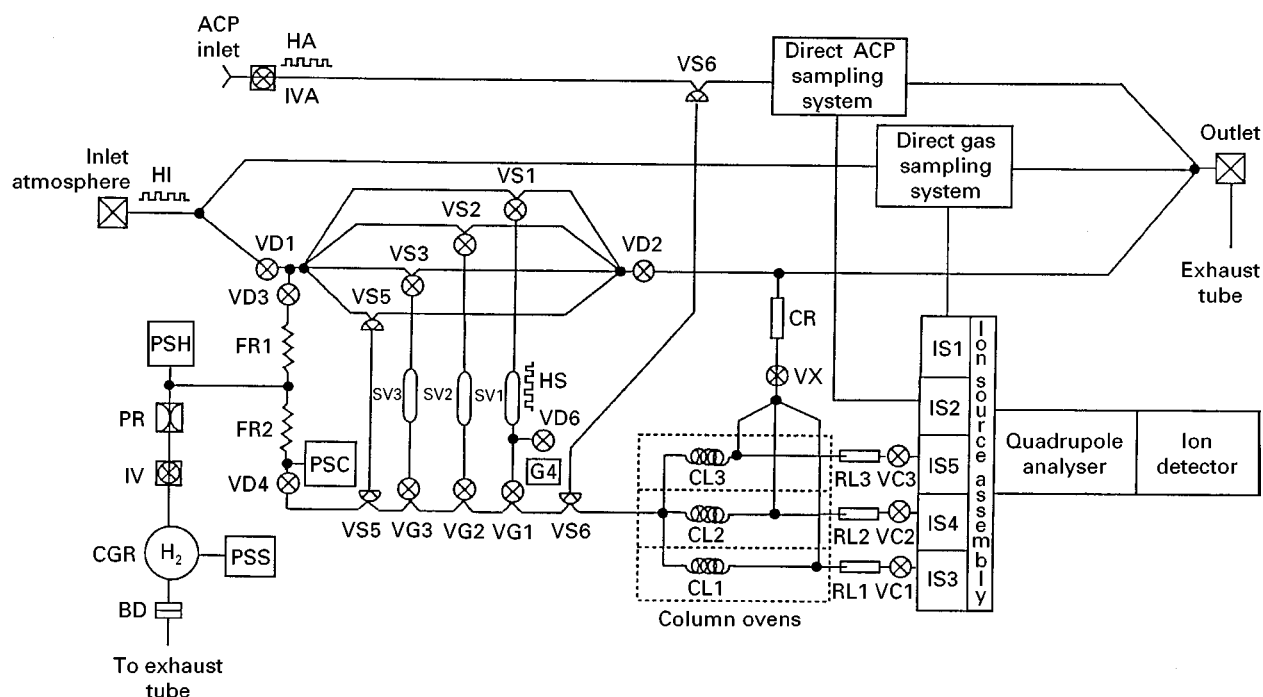 ACP
inlet
HA
IVA
VS6
Direct ACP
sampling
system
Inlet
atmosphere
HI
Direct gas
sampling
system
Outlet
Exhaust
tube
VS1
VS2
VD1
VS3
VD2
VD3
VS5
CR
PSH
FR1
VX
IS1
Ion source assembly
HS
SV3
SV2
SV1
IS2
PR
FR2
VD6
PSC
G4
IV
VD4
CL3
RL3 VC3
IS5
Quadrupole
analyser
Ion
detector
VS5
VG3
VG2
VG1
VS6
CL2
RL2 VC2
IS4
CGR
H2
PSS
CL1
RL1 VC1
IS3
BD
Column ovens
To exhaust
tube